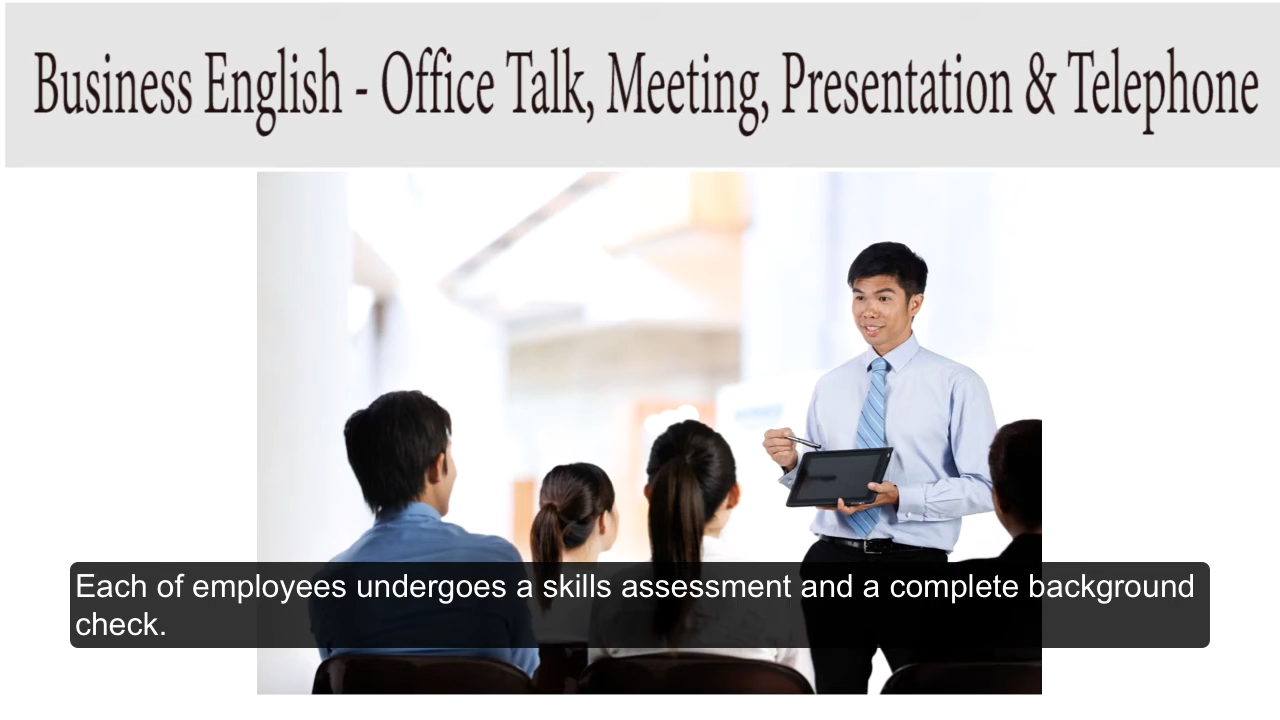 Business English - Office Talk, Meeting, Presentation & Telephone
Each of employees undergoes a skills assessment and a complete background
check.